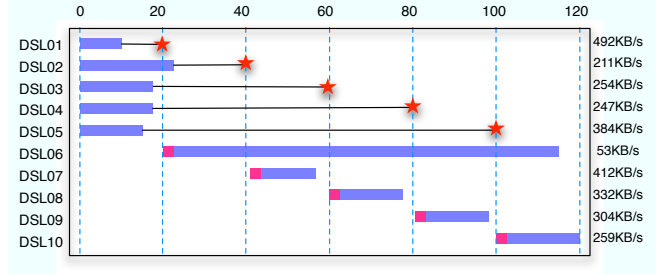 0 20 40 60 80 100 120
DSL01 492KB/s
DSL02 211KB/s
DSL03 254KB/s
DSL04 247KB/s
DSL05 384KB/s
DSL06 53KB/s
DSL07 412KB/s
DSL08 332KB/s
DSL09 304KB/s
DSL10 259KB/s